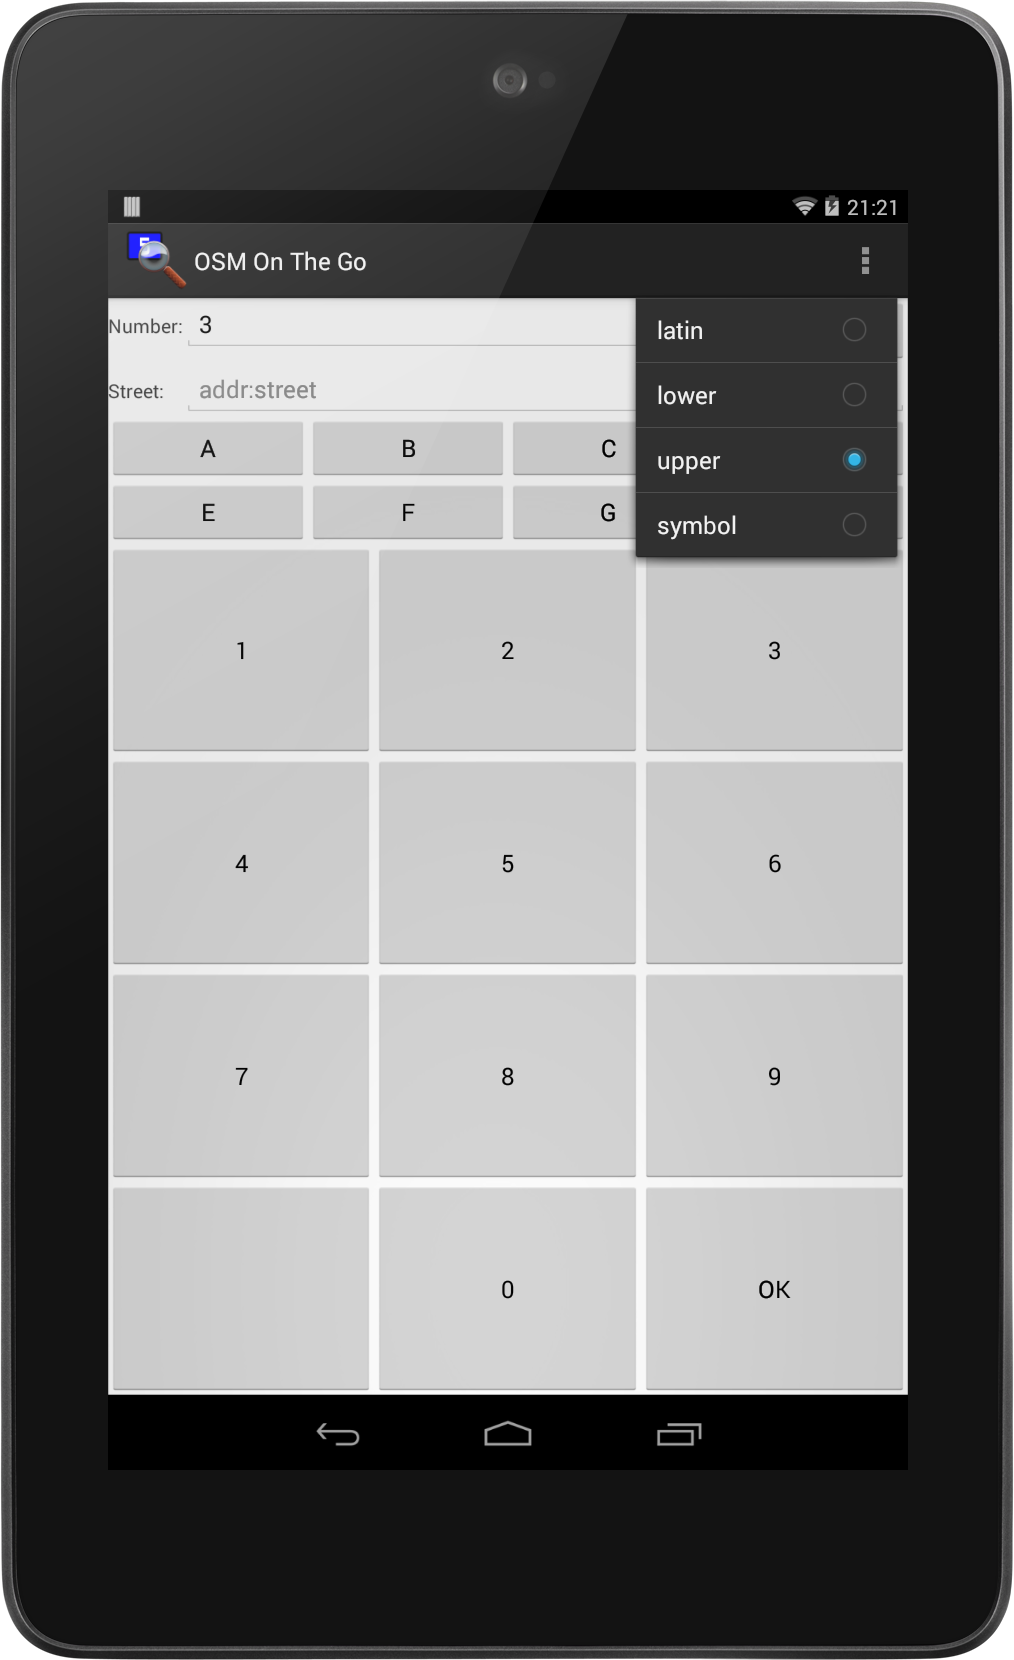 21:21
OSM On The Go
Number: 3
latin
Street: addr:street
lower
A B C
upper
E F G
symbol
1 2 3
4 5 6
7 8 9
0 OK